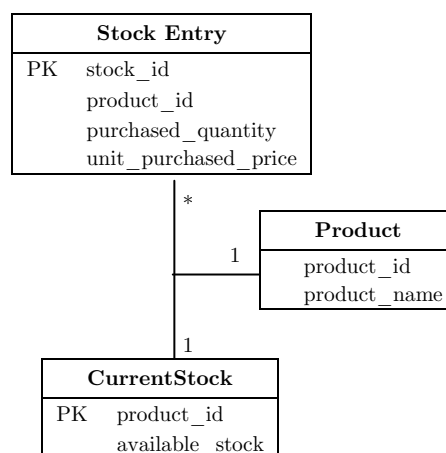 Stock Entry
PK stock_id
product_id
purchased_quantity
unit_purchased_price
*
Product
1
product_id
product_name
1
CurrentStock
PK product_id
available_stock